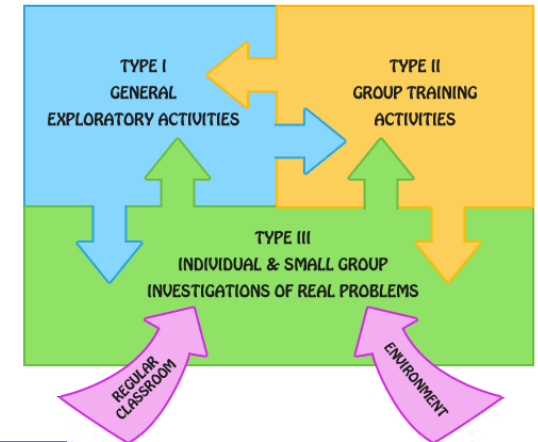 TYPE I
GENERAL
EXPLORATORY ACTIVITIES
TYPE II
GROUP TRAINING
ACTIVITIES
TYPE III
INDIVIDUAL & SMALL GROUP
INVESTIGATIONS OF REAL PROBLEMS
REGULAR
CLASSROOM
ENVIRONMENT